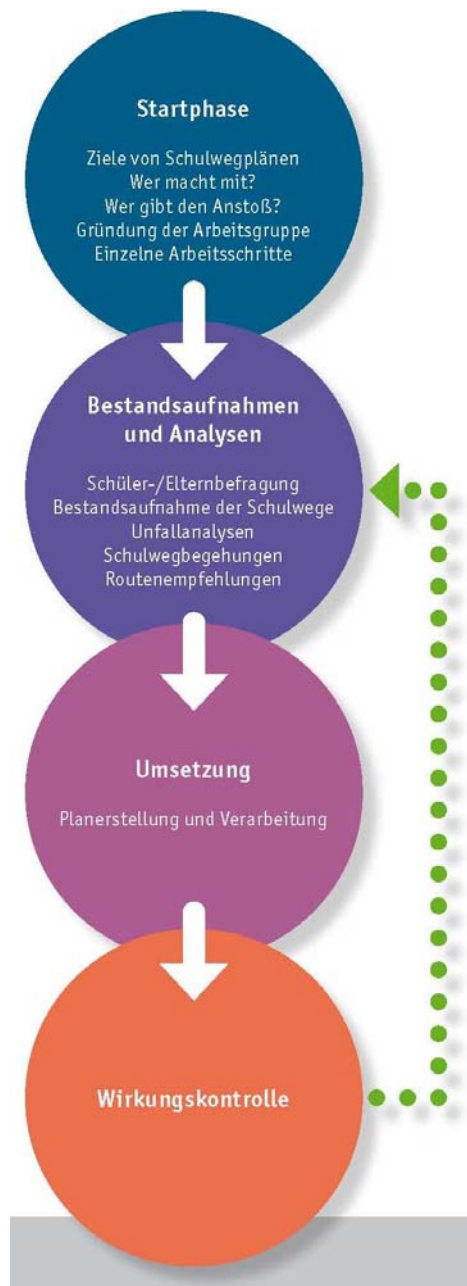 Startphase
Ziele von Schulwegplänen
Wer macht mit?
Wer gibt den Anstoß?
Gründung der Arbeitsgruppe
Einzelne Arbeitsschritte
Bestandsaufnahmen
und Analysen
Schüler-/Elternbefragung
Bestandsaufnahme der Schulwege
Unfallanalysen
Schulwegbegehungen
Routenempfehlungen
Umsetzung
Planerstellung und Verarbeitung
Wirkungskontrolle